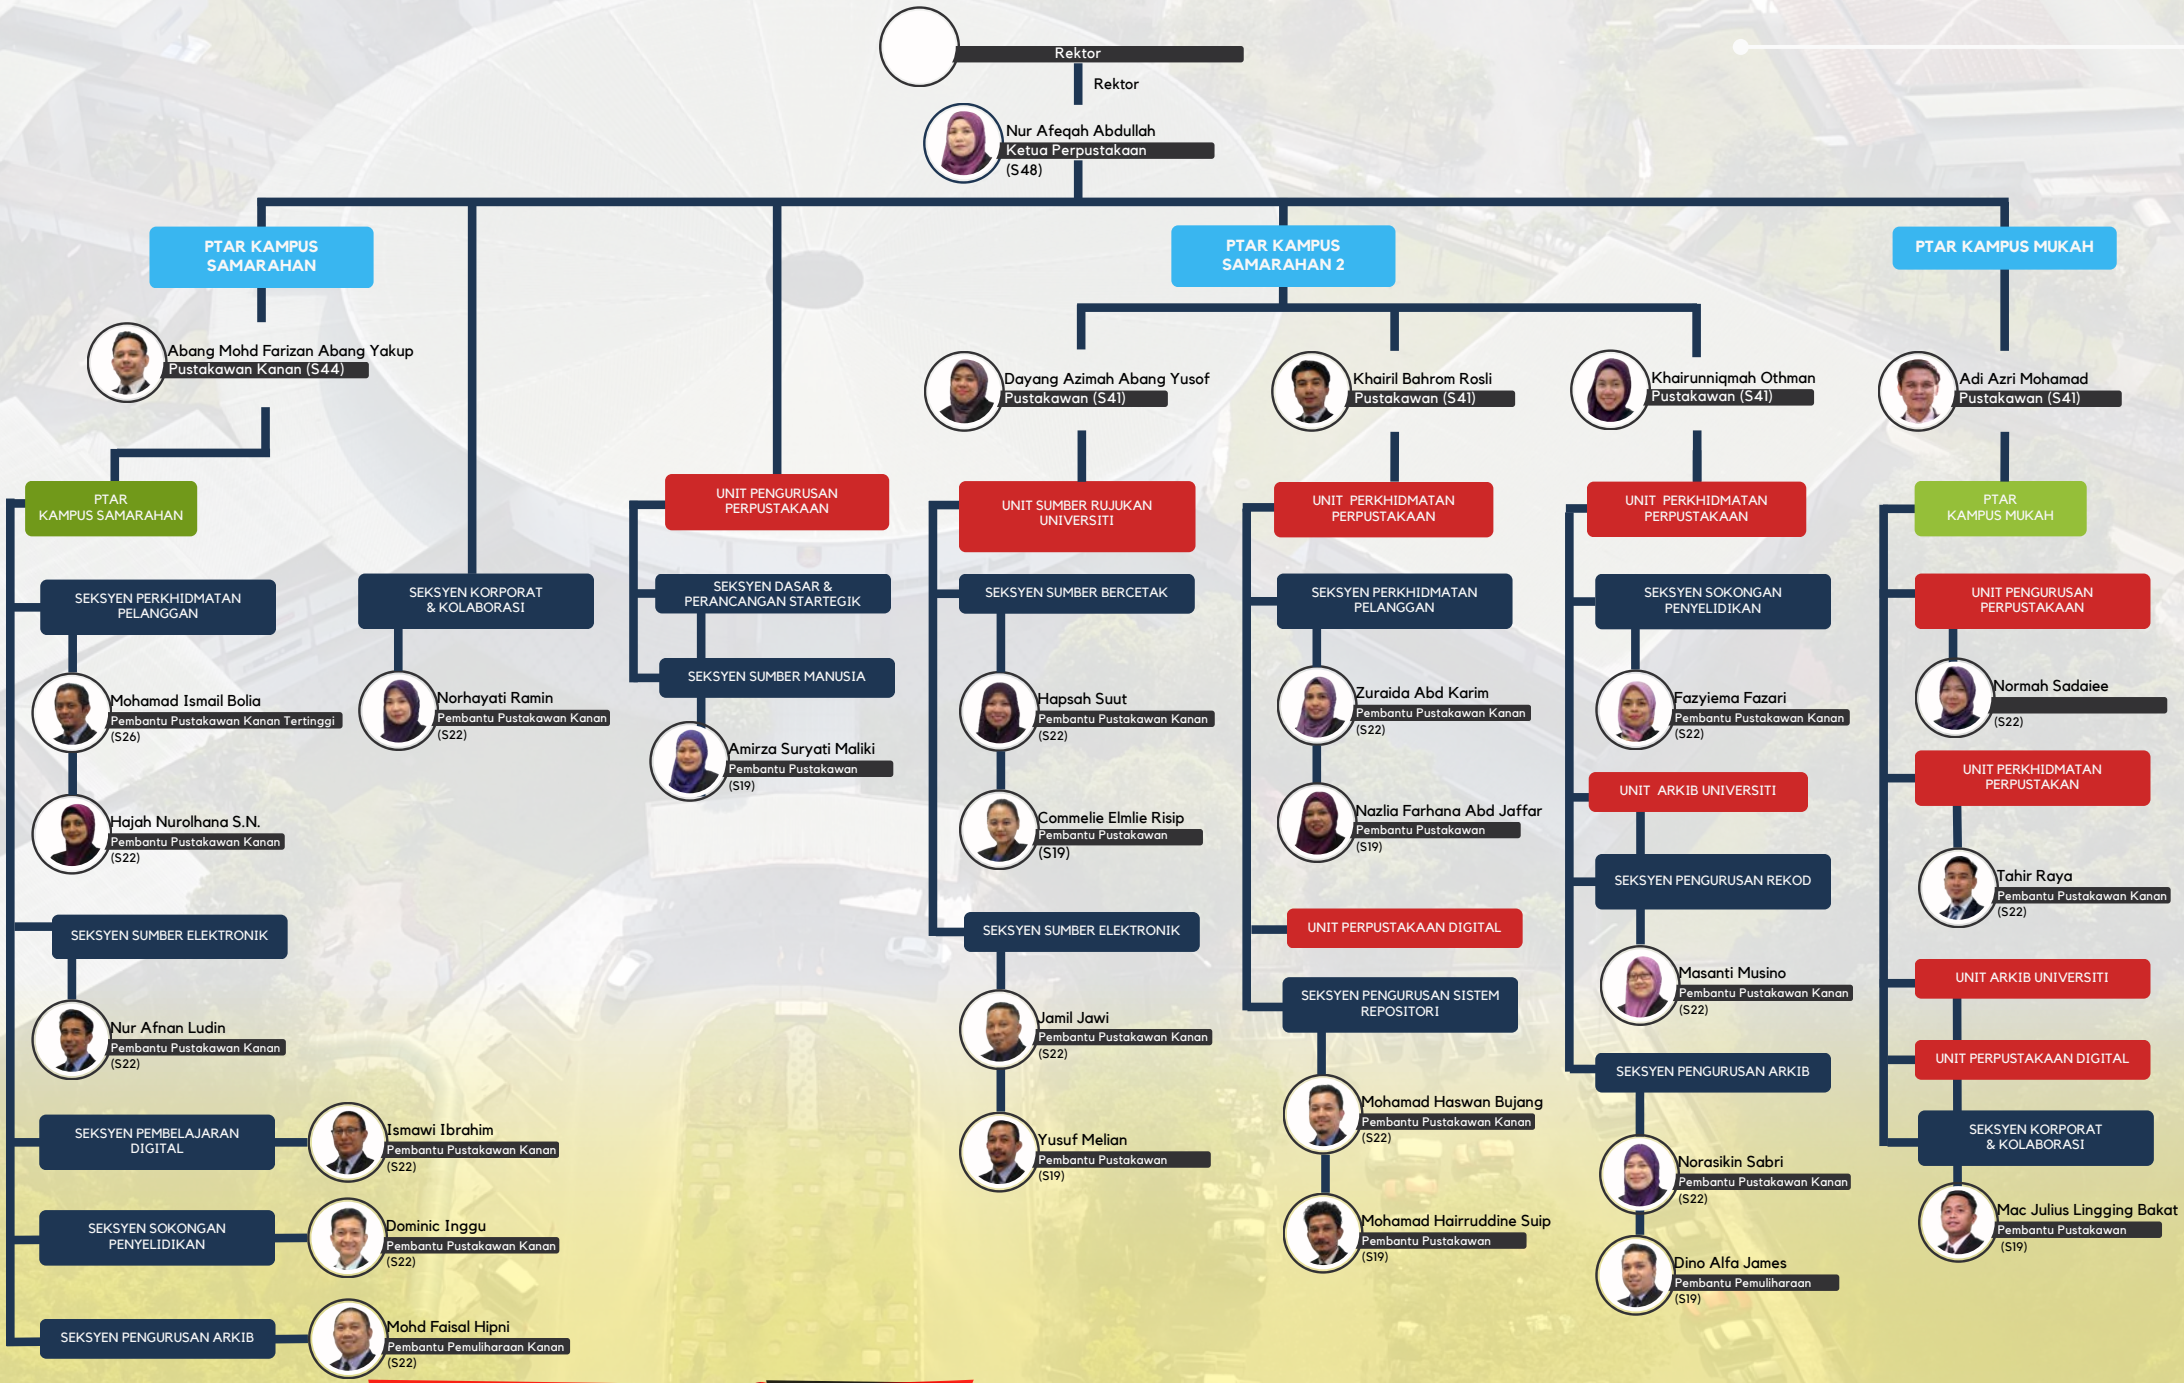 Rektor
Rektor
Nur Afeqah Abdullah
Ketua Perpustakaan
(S48)
PTAR KAMPUS
SAMARAHAN
Abang Mohd Farizan Abang Yakup
Pustakawan Kanan (S44)
PTAR
KAMPUS SAMARAHAN
SEKSYEN PERKHIDMATAN
PELANGGAN
Mohamad Ismail Bolia
Pembantu Pustakawan Kanan Tertinggi
(S26)
Hajah Nurolhana S.N.
Pembantu Pustakawan Kanan
(S22)
SEKSYEN SUMBER ELEKTRONIK
Nur Afnan Ludin
Pembantu Pustakawan Kanan
(S22)
SEKSYEN PEMBELAJARAN
DIGITAL
Ismawi Ibrahim
Pembantu Pustakawan Kanan
(S22)
SEKSYEN SOKONGAN
PENYELIDIKAN
Dominic Inggu
Pembantu Pustakawan Kanan
(S22)
SEKSYEN PENGURUSAN ARKIB
Mohd Faisal Hipni
Pembantu Pemuliharaan Kanan
(S22)
SEKSYEN KORPORAT
& KOLABORASI
Norhayati Ramin
Pembantu Pustakawan Kanan
(S22)
UNIT PENGURUSAN
PERPUSTAKAAN
SEKSYEN DASAR &
PERANCANGAN STARTEGIK
SEKSYEN SUMBER MANUSIA
Amirza Suryati Maliki
Pembantu Pustakawan
(S19)
PTAR KAMPUS
SAMARAHAN 2
Dayang Azimah Abang Yusof
Pustakawan (S41)
UNIT SUMBER RUJUKAN
UNIVERSITI
SEKSYEN SUMBER BERCETAK
Hapsah Suut
Pembantu Pustakawan Kanan
(S22)
Commelie Elmlie Risip
Pembantu Pustakawan
(S19)
SEKSYEN SUMBER ELEKTRONIK
Jamil Jawi
Pembantu Pustakawan Kanan
(S22)
Yusuf Melian
Pembantu Pustakawan
(S19)
Khairil Bahrom Rosli
Pustakawan (S41)
UNIT PERKHIDMATAN
PERPUSTAKAAN
SEKSYEN PERKHIDMATAN
PELANGGAN
Zuraida Abd Karim
Pembantu Pustakawan Kanan
(S22)
Nazlia Farhana Abd Jaffar
Pembantu Pustakawan
(S19)
UNIT PERPUSTAKAAN DIGITAL
SEKSYEN PENGURUSAN SISTEM
REPOSITORI
Mohamad Haswan Bujang
Pembantu Pustakawan Kanan
(S22)
Mohamad Hairruddine Suip
Pembantu Pustakawan
(S19)
Khairunniqmah Othman
Pustakawan (S41)
UNIT PERKHIDMATAN
PERPUSTAKAAN
SEKSYEN SOKONGAN
PENYELIDIKAN
Fazyiema Fazari
Pembantu Pustakawan Kanan
(S22)
UNIT ARKIB UNIVERSITI
SEKSYEN PENGURUSAN REKOD
Masanti Musino
Pembantu Pustakawan Kanan
(S22)
SEKSYEN PENGURUSAN ARKIB
Norasikin Sabri
Pembantu Pustakawan Kanan
(S22)
Dino Alfa James
Pembantu Pemuliharaan
(S19)
PTAR KAMPUS MUKAH
Adi Azri Mohamad
Pustakawan (S41)
PTAR
KAMPUS MUKAH
UNIT PENGURUSAN
PERPUSTAKAAN
Normah Sadaiee
(S22)
UNIT PERKHIDMATAN
PERPUSTAKAN
Tahir Raya
Pembantu Pustakawan Kanan
(S22)
UNIT ARKIB UNIVERSITI
UNIT PERPUSTAKAAN DIGITAL
SEKSYEN KORPORAT
& KOLABORASI
Mac Julius Lingging Bakat
Pembantu Pustakawan
(S19)